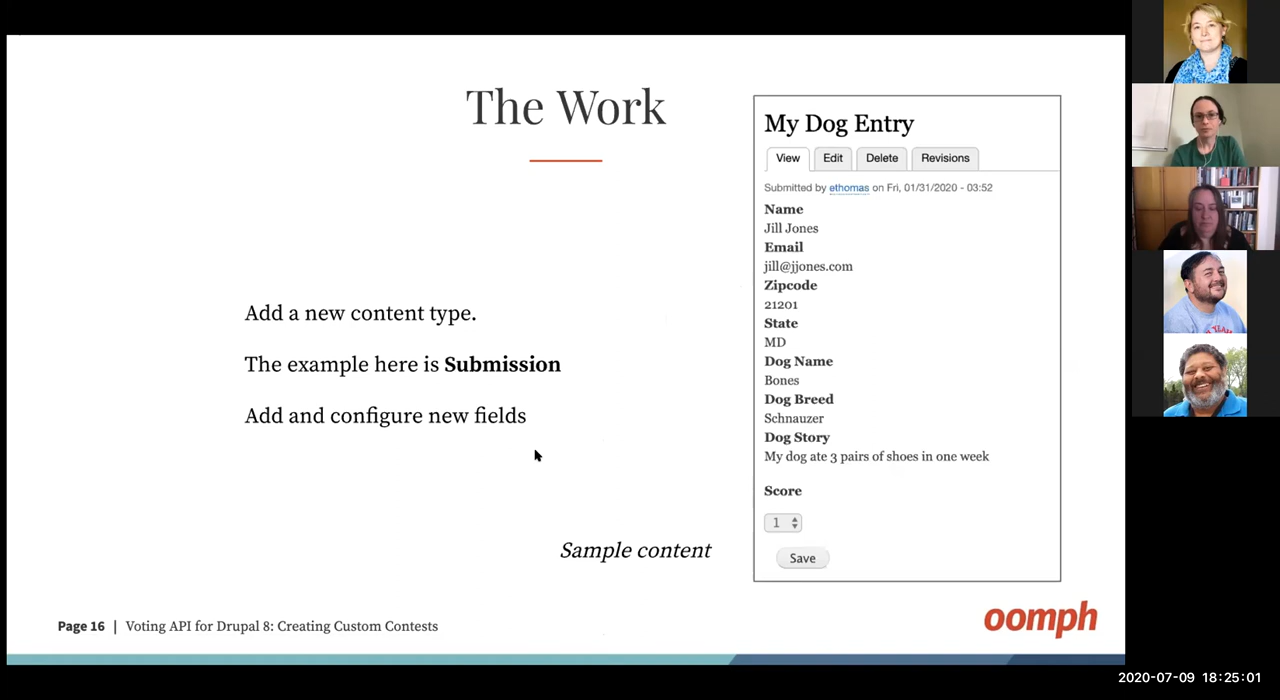 The Work
Add a new content type.
The example here is Submission
Add and configure new fields
Sample content
My Dog Entry
View Edit Delete Revisions
Submitted by ethomas on Fri, 01/31/2020 - 03:52
Name
Jill Jones
Email
jill@jjones.com
Zipcode
21201
State
MD
Dog Name
Bones
Dog Breed
Schnauzer
Dog Story
My dog ate 3 pairs of shoes in one week
Score
1
Save
Page 16 | Voting API for Drupal 8: Creating Custom Contests
oomph
2020-07-09 18:25:01